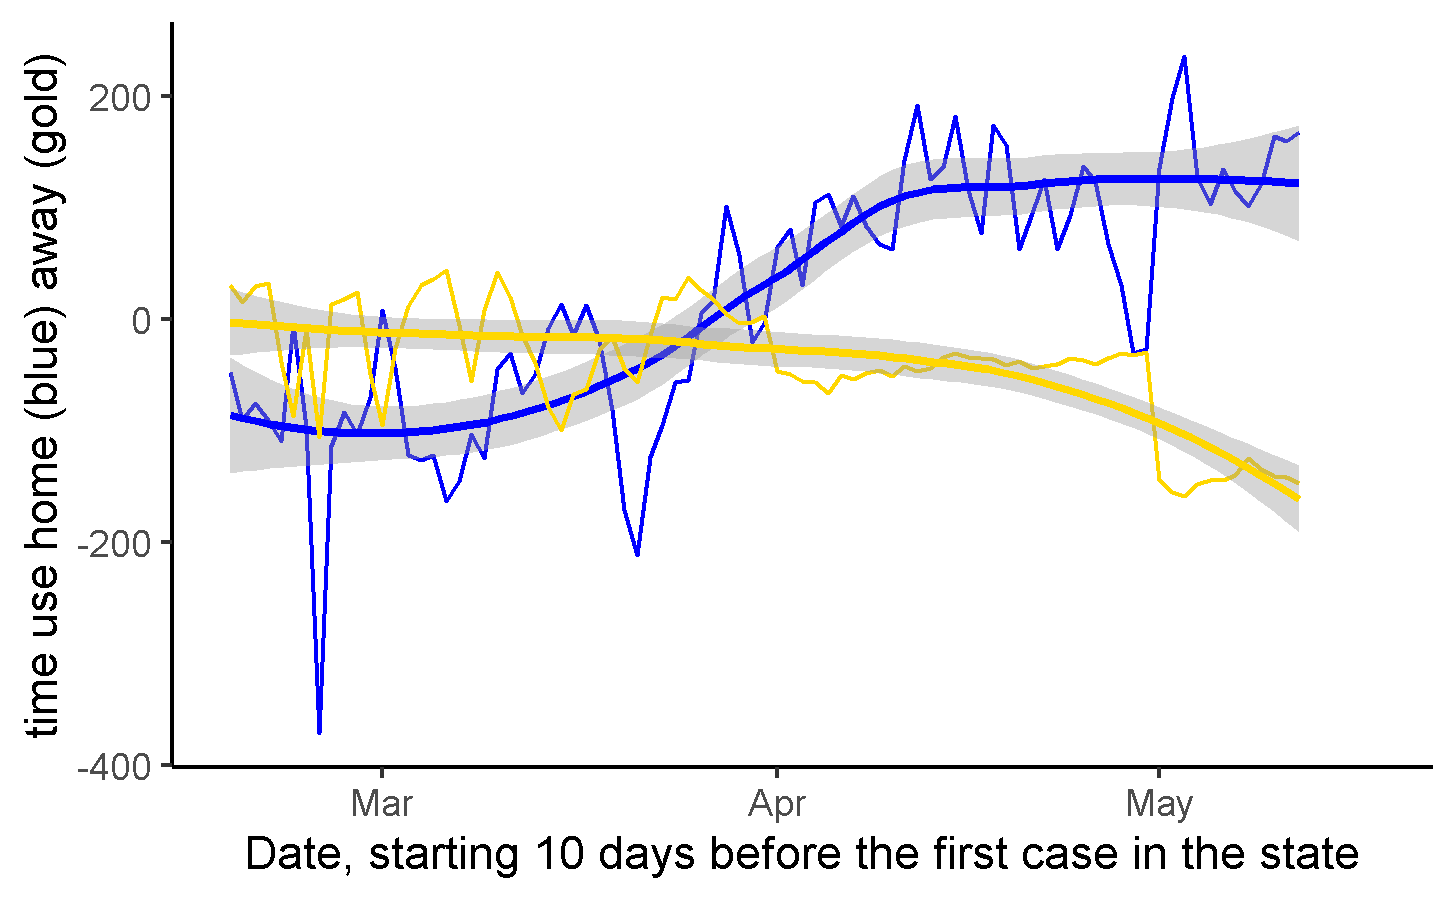 time use home (blue) away (gold)
200
0
-200
-400
Mar
Apr
May
Date, starting 10 days before the first case in the state